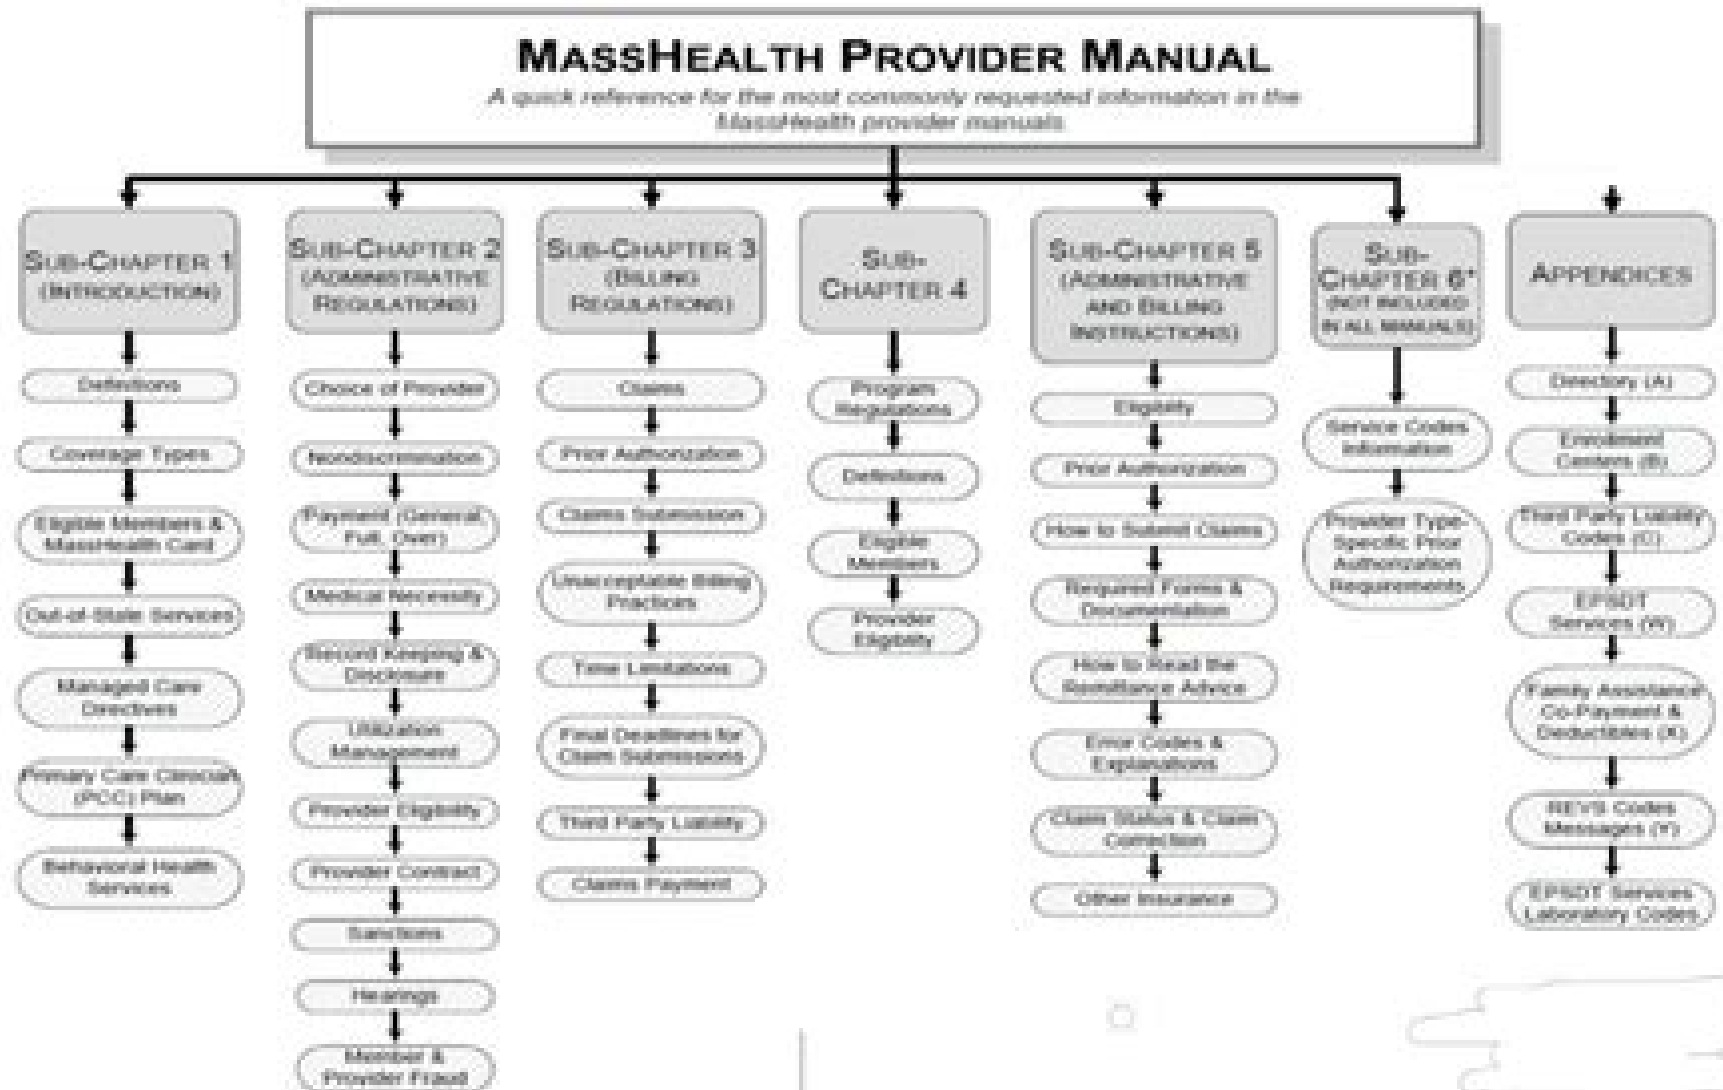 MASSHEALTH PROVIDER MANUAL
A quick reference for the most commonly requested information in the
MassHealth provider manuals.
SUB-CHAPTER 1
(INTRODUCTION)
Definitions
Coverage Types
Eligible Members &
MassHealth Card
Out-of-State Services
Managed Care
Directives
Primary Care Clinician
(PCC) Plan
Behavioral Health
Services
SUB-CHAPTER 2
(ADMINISTRATIVE
REGULATIONS)
Choice of Provider
Nondiscrimination
Payment (General,
Full, Over)
Medical Necessity
Record Keeping &
Disclosure
Utilization
Management
Provider Eligibility
Provider Contract
Sanctions
Hearings
Member &
Provider Fraud
SUB-CHAPTER 3
(BILLING
REGULATIONS)
Claims
Prior Authorization
Claims Submission
Unacceptable Billing
Practices
Time Limitations
Final Deadlines for
Claim Submissions
Third Party Liability
Claims Payment
SUB-
CHAPTER 4
Program
Regulations
Definitions
Eligible
Members
Provider
Eligibility
SUB-CHAPTER 5
(ADMINISTRATIVE
AND BILLING
INSTRUCTIONS)
Eligibility
Prior Authorization
How to Submit Claims
Required Forms &
Documentation
How to Read the
Remittance Advice
Error Codes &
Explanations
Claim Status & Claim
Correction
Other Insurance
SUB-
CHAPTER 6*
(NOT INCLUDED
IN ALL MANUALS)
Service Codes
Information
Provider Type-
Specific Prior
Authorization
Requirements
APPENDICES
Directory (A)
Enrollment
Centers (B)
Third Party Liability
Codes (C)
EPSDT
Services (W)
Family Assistance
Co-Payment &
Deductibles (X)
REVS Codes
Messages (Y)
EPSDT Services
Laboratory Codes